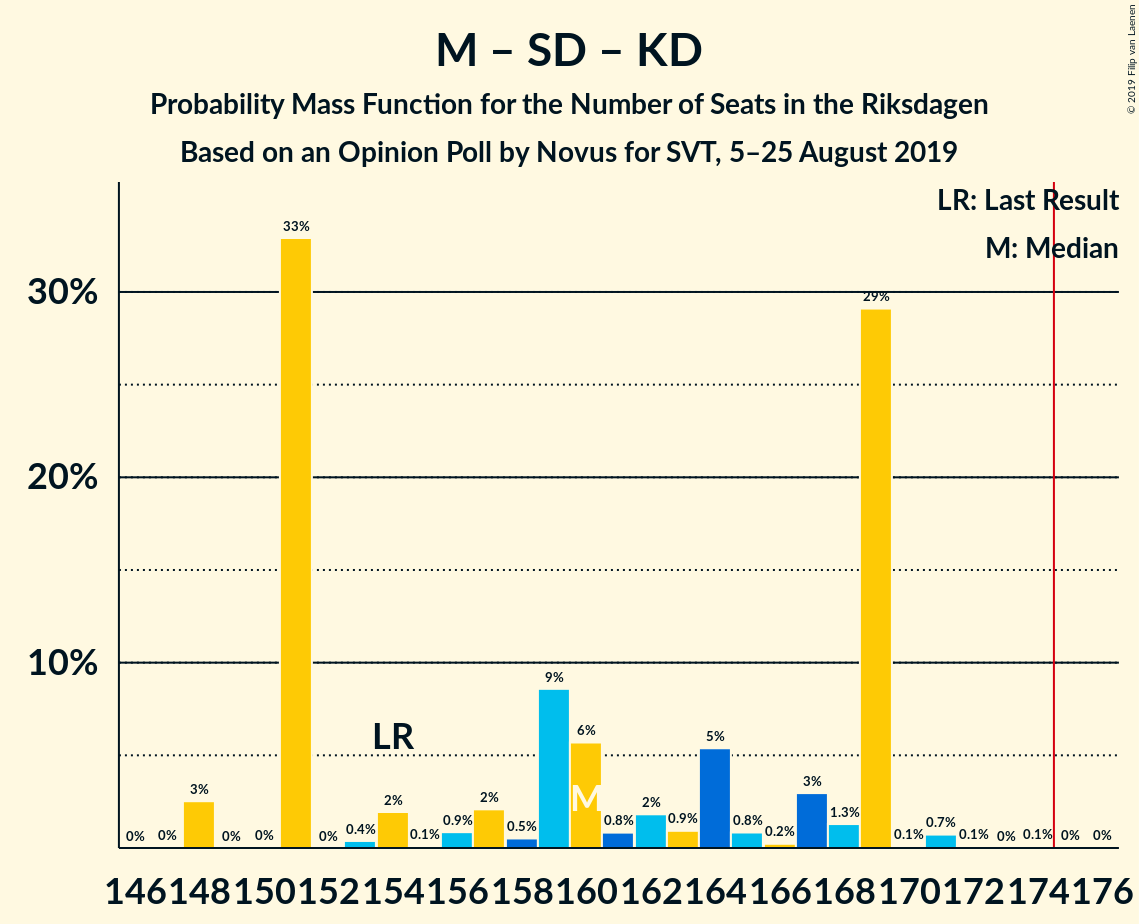 M – SD – KD
Probability Mass Function for the Number of Seats in the Riksdagen
Based on an Opinion Poll by Novus for SVT, 5–25 August 2019
© 2019 Filip van Laenen
LR: Last Result
M: Median
30%
20%
10%
0% 0% 3% 0% 0% 33% 0% 0.4% 2% 0.1% 0.9% 2% 0.5% 9% 6% 0.8% 2% 0.9% 5% 0.8% 0.2% 3% 1.3% 29% 0.1% 0.7% 0.1% 0% 0.1% 0% 0%
LR
M
146 148 150 152 154 156 158 160 162 164 166 168 170 172 174 176